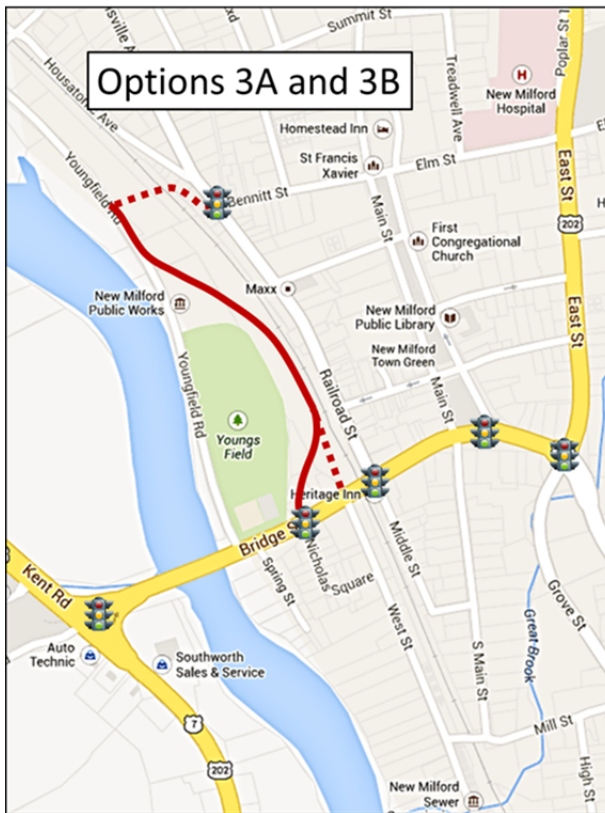 Options 3A and 3B
Summit St
Treadwell Ave
Poplar St
New Milford
Hospital
Housatonic Ave
Homestead Inn
St Francis
Xavier
Elm St
Bennitt St
Youngfield Rd
Main St
First
Congregational
Church
East St
202
Maxx
New Milford
Public Works
New Milford
Public Library
New Milford
Town Green
East St
Railroad St
Main St
Youngfield Rd
Youngs
Field
Heritage Inn
Bridge S
Nicholas
Square
Middle St
Spring St
Kent Rd
West St
Grove St
Great Brook
S Main St
Auto
Technic
Southworth
Sales & Service
7
202
Mill St
High St
New Milford
Sewer